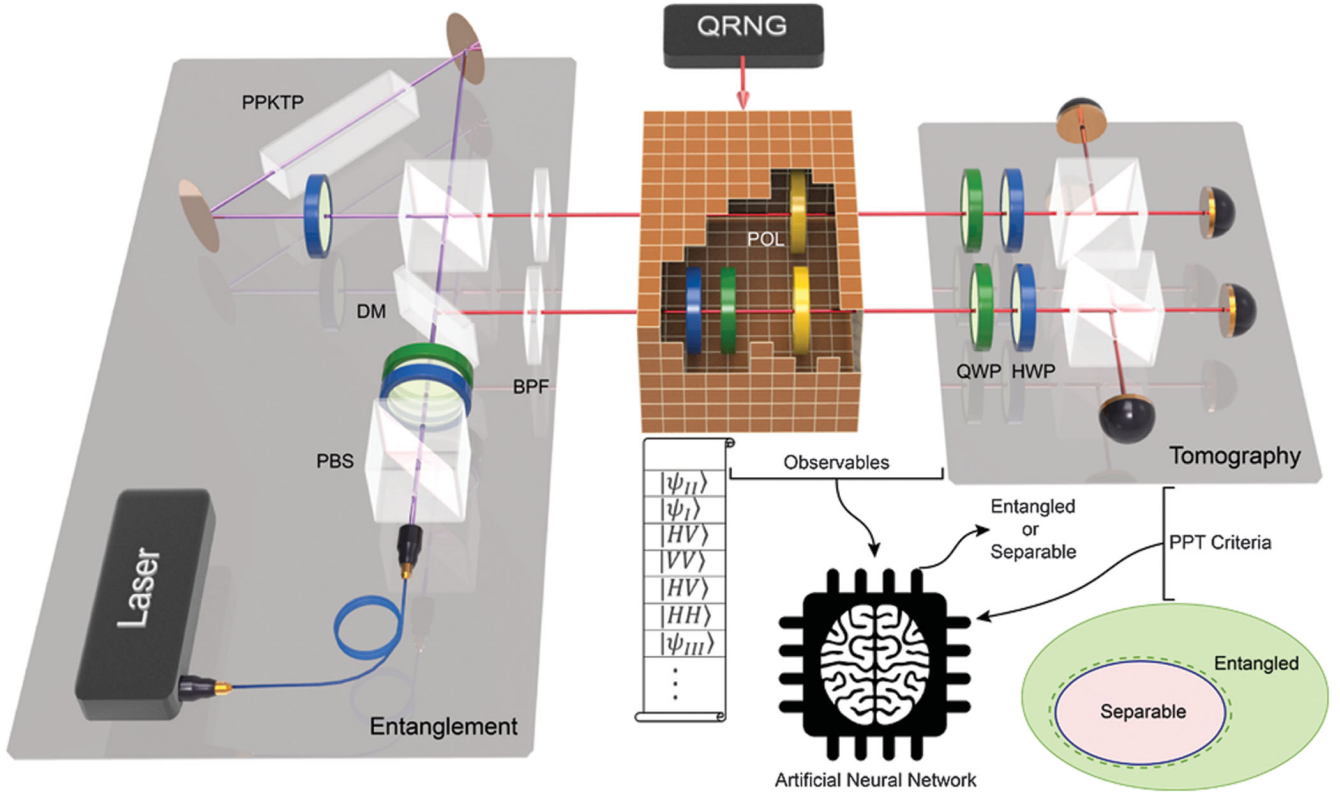 QRNG
PPKTP
POL
DM
BPF
QWP HWP
PBS
Laser
Entanglement
Tomography
Observables
|ψII⟩
|ψI⟩
|HV⟩
|VV⟩
|HV⟩
|HH⟩
|ψIII⟩
⋮
Entangled
or
Separable
PPT Criteria
Entangled
Separable
Artificial Neural Network